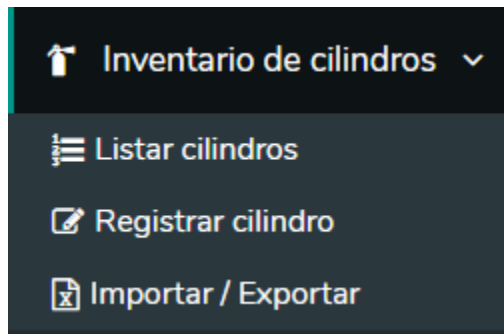 Inventario de cilindros
Listar cilindros
Registrar cilindro
Importar / Exportar